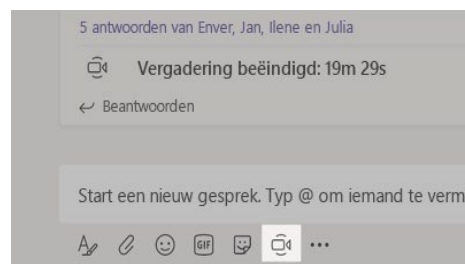 5 antwoorden van Enver, Jan, Ilene en Julia
Vergadering beëindigd: 19m 29s
Beantwoorden
Start een nieuw gesprek. Typ @ om iemand te verm
GIF